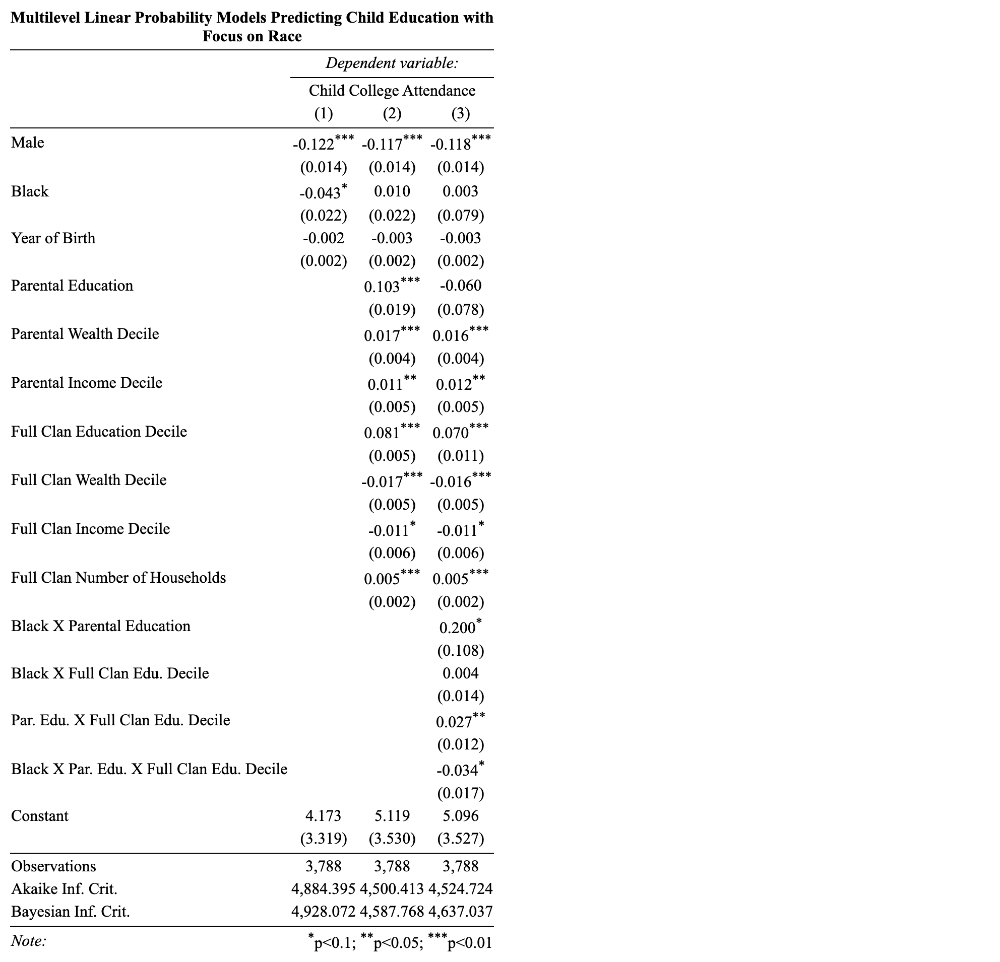 Multilevel Linear Probability Models Predicting Child Education with
Focus on Race
Dependent variable:
Child College Attendance
(1) (2) (3)
Male -0.122*** -0.117*** -0.118***
(0.014) (0.014) (0.014)
Black -0.043* 0.010 0.003
(0.022) (0.022) (0.079)
Year of Birth -0.002 -0.003 -0.003
(0.002) (0.002) (0.002)
Parental Education 0.103*** -0.060
(0.019) (0.078)
Parental Wealth Decile 0.017*** 0.016***
(0.004) (0.004)
Parental Income Decile 0.011** 0.012**
(0.005) (0.005)
Full Clan Education Decile 0.081*** 0.070***
(0.005) (0.011)
Full Clan Wealth Decile -0.017*** -0.016***
(0.005) (0.005)
Full Clan Income Decile -0.011* -0.011*
(0.006) (0.006)
Full Clan Number of Households 0.005*** 0.005***
(0.002) (0.002)
Black X Parental Education 0.200*
(0.108)
Black X Full Clan Edu. Decile 0.004
(0.014)
Par. Edu. X Full Clan Edu. Decile 0.027**
(0.012)
Black X Par. Edu. X Full Clan Edu. Decile -0.034*
(0.017)
Constant 4.173 5.119 5.096
(3.319) (3.530) (3.527)
Observations 3,788 3,788 3,788
Akaike Inf. Crit. 4,884.395 4,500.413 4,524.724
Bayesian Inf. Crit. 4,928.072 4,587.768 4,637.037
Note: *p<0.1; **p<0.05; ***p<0.01